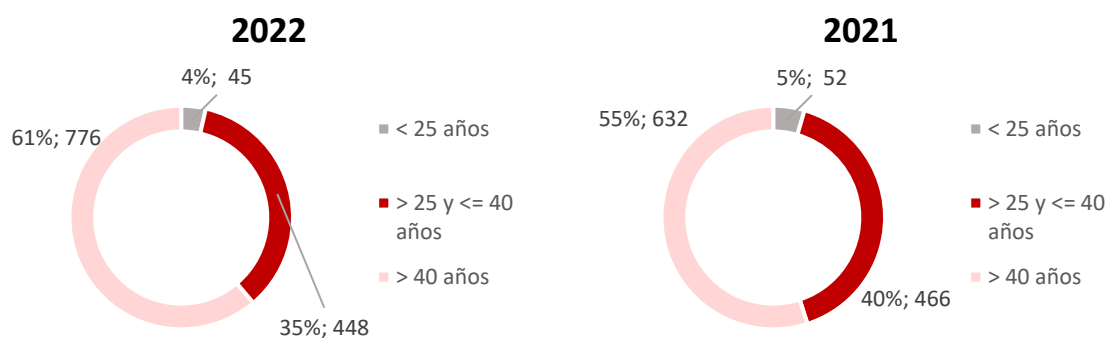 2022
4%; 45
61%; 776
35%; 448
< 25 años
> 25 y <= 40
años
> 40 años
2021
5%; 52
55%; 632
40%; 466
< 25 años
> 25 y <= 40
años
> 40 años